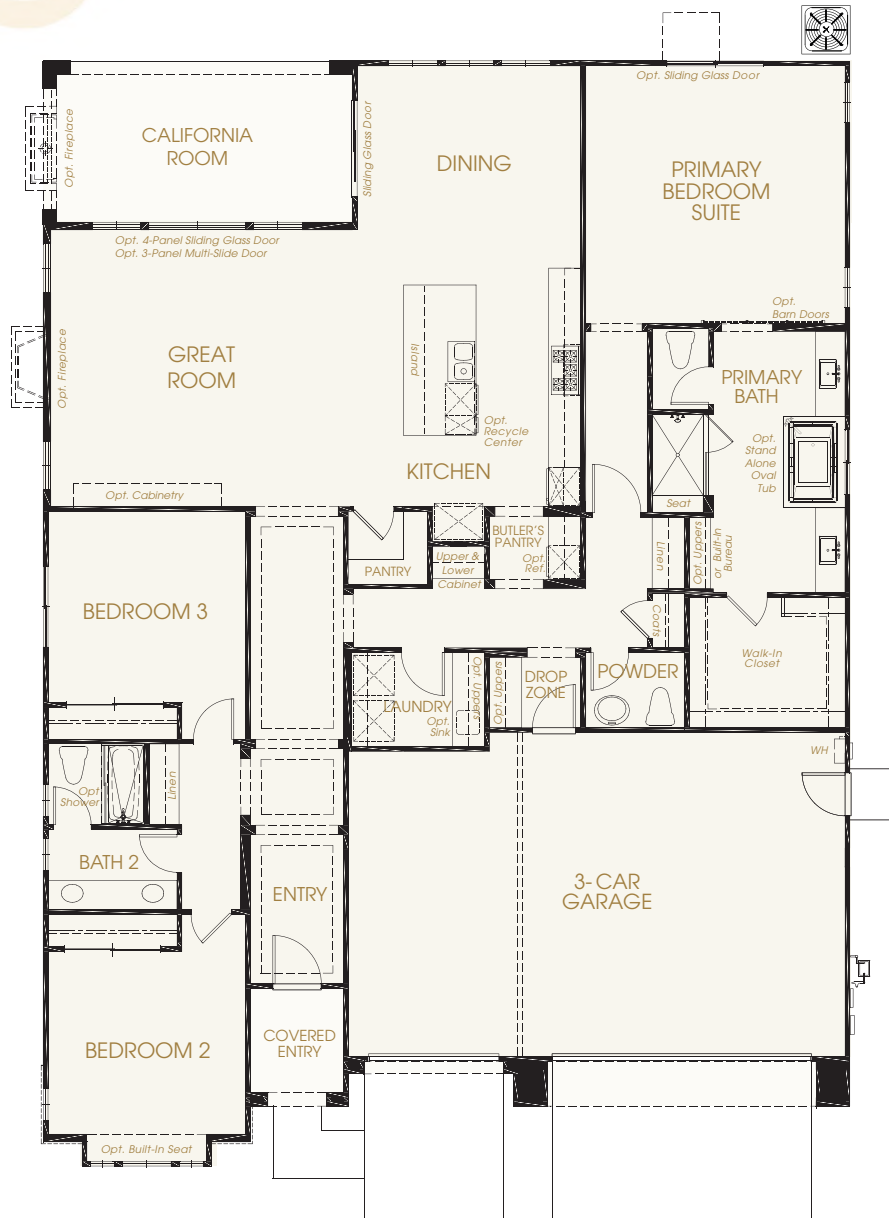 Opt. Sliding Glass Door
Opt. Fireplace
CALIFORNIA
ROOM
Sliding Glass Door
DINING
PRIMARY
BEDROOM
SUITE
Opt. 4-Panel Sliding Glass Door
Opt. 3-Panel Multi-Slide Door
Opt.
Barn Doors
Opt. Fireplace
GREAT
ROOM
Island
PRIMARY
BATH
Opt.
Recycle
Center
Opt.
Stand
Alone
Oval
Tub
KITCHEN
Opt. Cabinetry
Seat
BUTLER'S
PANTRY
Opt.
Ref.
PANTRY
Upper &
Lower
Cabinet
Linen
Opt. Uppers
or Built-In
Bureau
BEDROOM 3
Coats
Walk-In
Closet
LAUNDRY
Opt.
Sink
Opt. Uppers
Opt. Uppers
DROP
ZONE
POWDER
WH
Opt
Shower
Linen
BATH 2
ENTRY
3- CAR
GARAGE
BEDROOM 2
COVERED
ENTRY
Opt. Built-In Seat